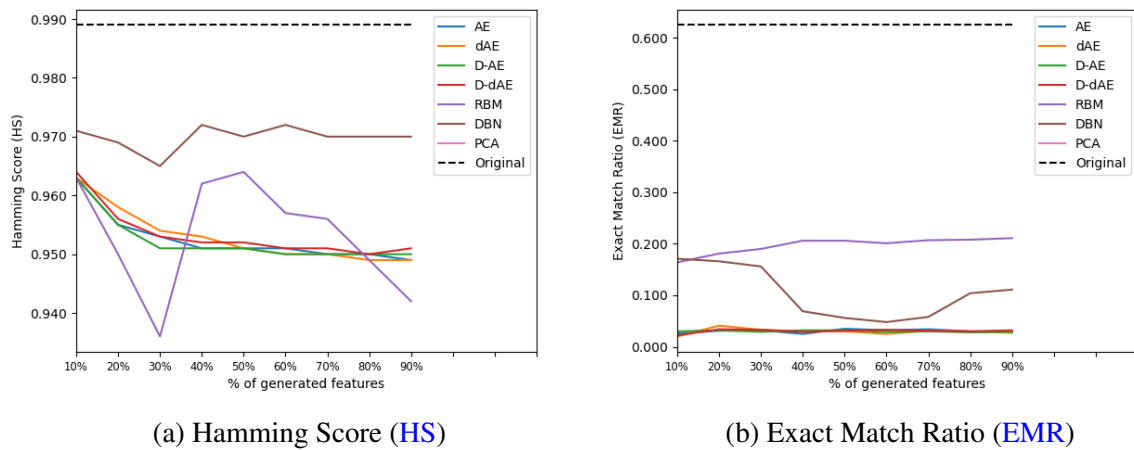 0.990
0.980
0.970
0.960
0.950
0.940
Hamming Score (HS)
10% 20% 30% 40% 50% 60% 70% 80% 90%
% of generated features
AE
dAE
D-AE
D-dAE
RBM
DBN
PCA
Original
(a) Hamming Score (HS)
0.600
0.500
0.400
0.300
0.200
0.100
0.000
Exact Match Ratio (EMR)
10% 20% 30% 40% 50% 60% 70% 80% 90%
% of generated features
AE
dAE
D-AE
D-dAE
RBM
DBN
PCA
Original
(b) Exact Match Ratio (EMR)